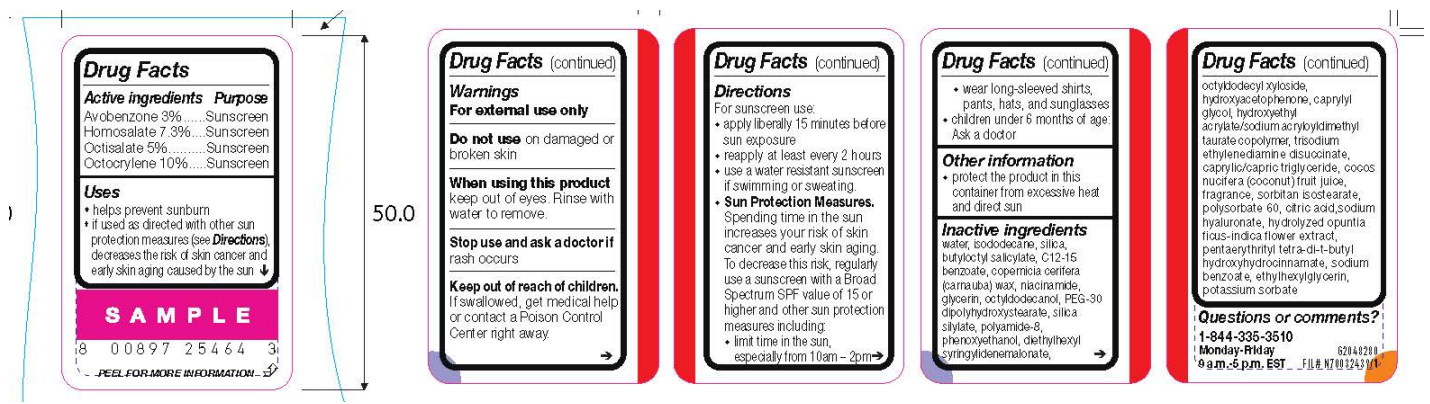 Drug Facts
Active ingredients Purpose
Avobenzone 3%......Sunscreen
Homosalate 7.3%....Sunscreen
Octisalate 5%..........Sunscreen
Octocrylene 10%.....Sunscreen
Uses
• helps prevent sunburn
• if used as directed with other sun
protection measures (see Directions),
decreases the risk of skin cancer and
early skin aging caused by the sun ↓
SAMPLE
8 00897 25464 3
PEEL FOR MORE INFORMATION
50.0
Drug Facts (continued)
Warnings
For external use only
Do not use on damaged or
broken skin
When using this product
keep out of eyes. Rinse with
water to remove.
Stop use and ask a doctor if
rash occurs
Keep out of reach of children.
If swallowed, get medical help
or contact a Poison Control
Center right away.
➔
Drug Facts (continued)
Directions
For sunscreen use:
• apply liberally 15 minutes before
sun exposure
• reapply at least every 2 hours
• use a water resistant sunscreen
if swimming or sweating.
• Sun Protection Measures.
Spending time in the sun
increases your risk of skin
cancer and early skin aging.
To decrease this risk, regularly
use a sunscreen with a Broad
Spectrum SPF value of 15 or
higher and other sun protection
measures including:
• limit time in the sun,
especially from 10am – 2pm➔
Drug Facts (continued)
• wear long-sleeved shirts,
pants, hats, and sunglasses
• children under 6 months of age:
Ask a doctor
Other information
• protect the product in this
container from excessive heat
and direct sun
Inactive ingredients
water, isododecane, silica,
butyloctyl salicylate, C12-15
benzoate, copernicia cerifera
(carnauba) wax, niacinamide,
glycerin, octyldodecanol, PEG-30
dipolyhydroxystearate, silica
silylate, polyamide-8,
phenoxyethanol, diethylhexyl
syringylidenemalonate, ➔
Drug Facts (continued)
octyldodecyl xyloside,
hydroxyacetophenone, caprylyl
glycol, hydroxyethyl
acrylate/sodium acryloyldimethyl
taurate copolymer, trisodium
ethylenediamine disuccinate,
caprylic/capric triglyceride, cocos
nucifera (coconut) fruit juice,
fragrance, sorbitan isostearate,
polysorbate 60, citric acid,sodium
hyaluronate, hydrolyzed opuntia
ficus-indica flower extract,
pentaerythrityl tetra-di-t-butyl
hydroxyhydrocinnamate, sodium
benzoate, ethylhexylglycerin,
potassium sorbate
Questions or comments?
1-844-335-3510
Monday-Friday G2048200
9 a.m.-5 p.m. EST FIL#